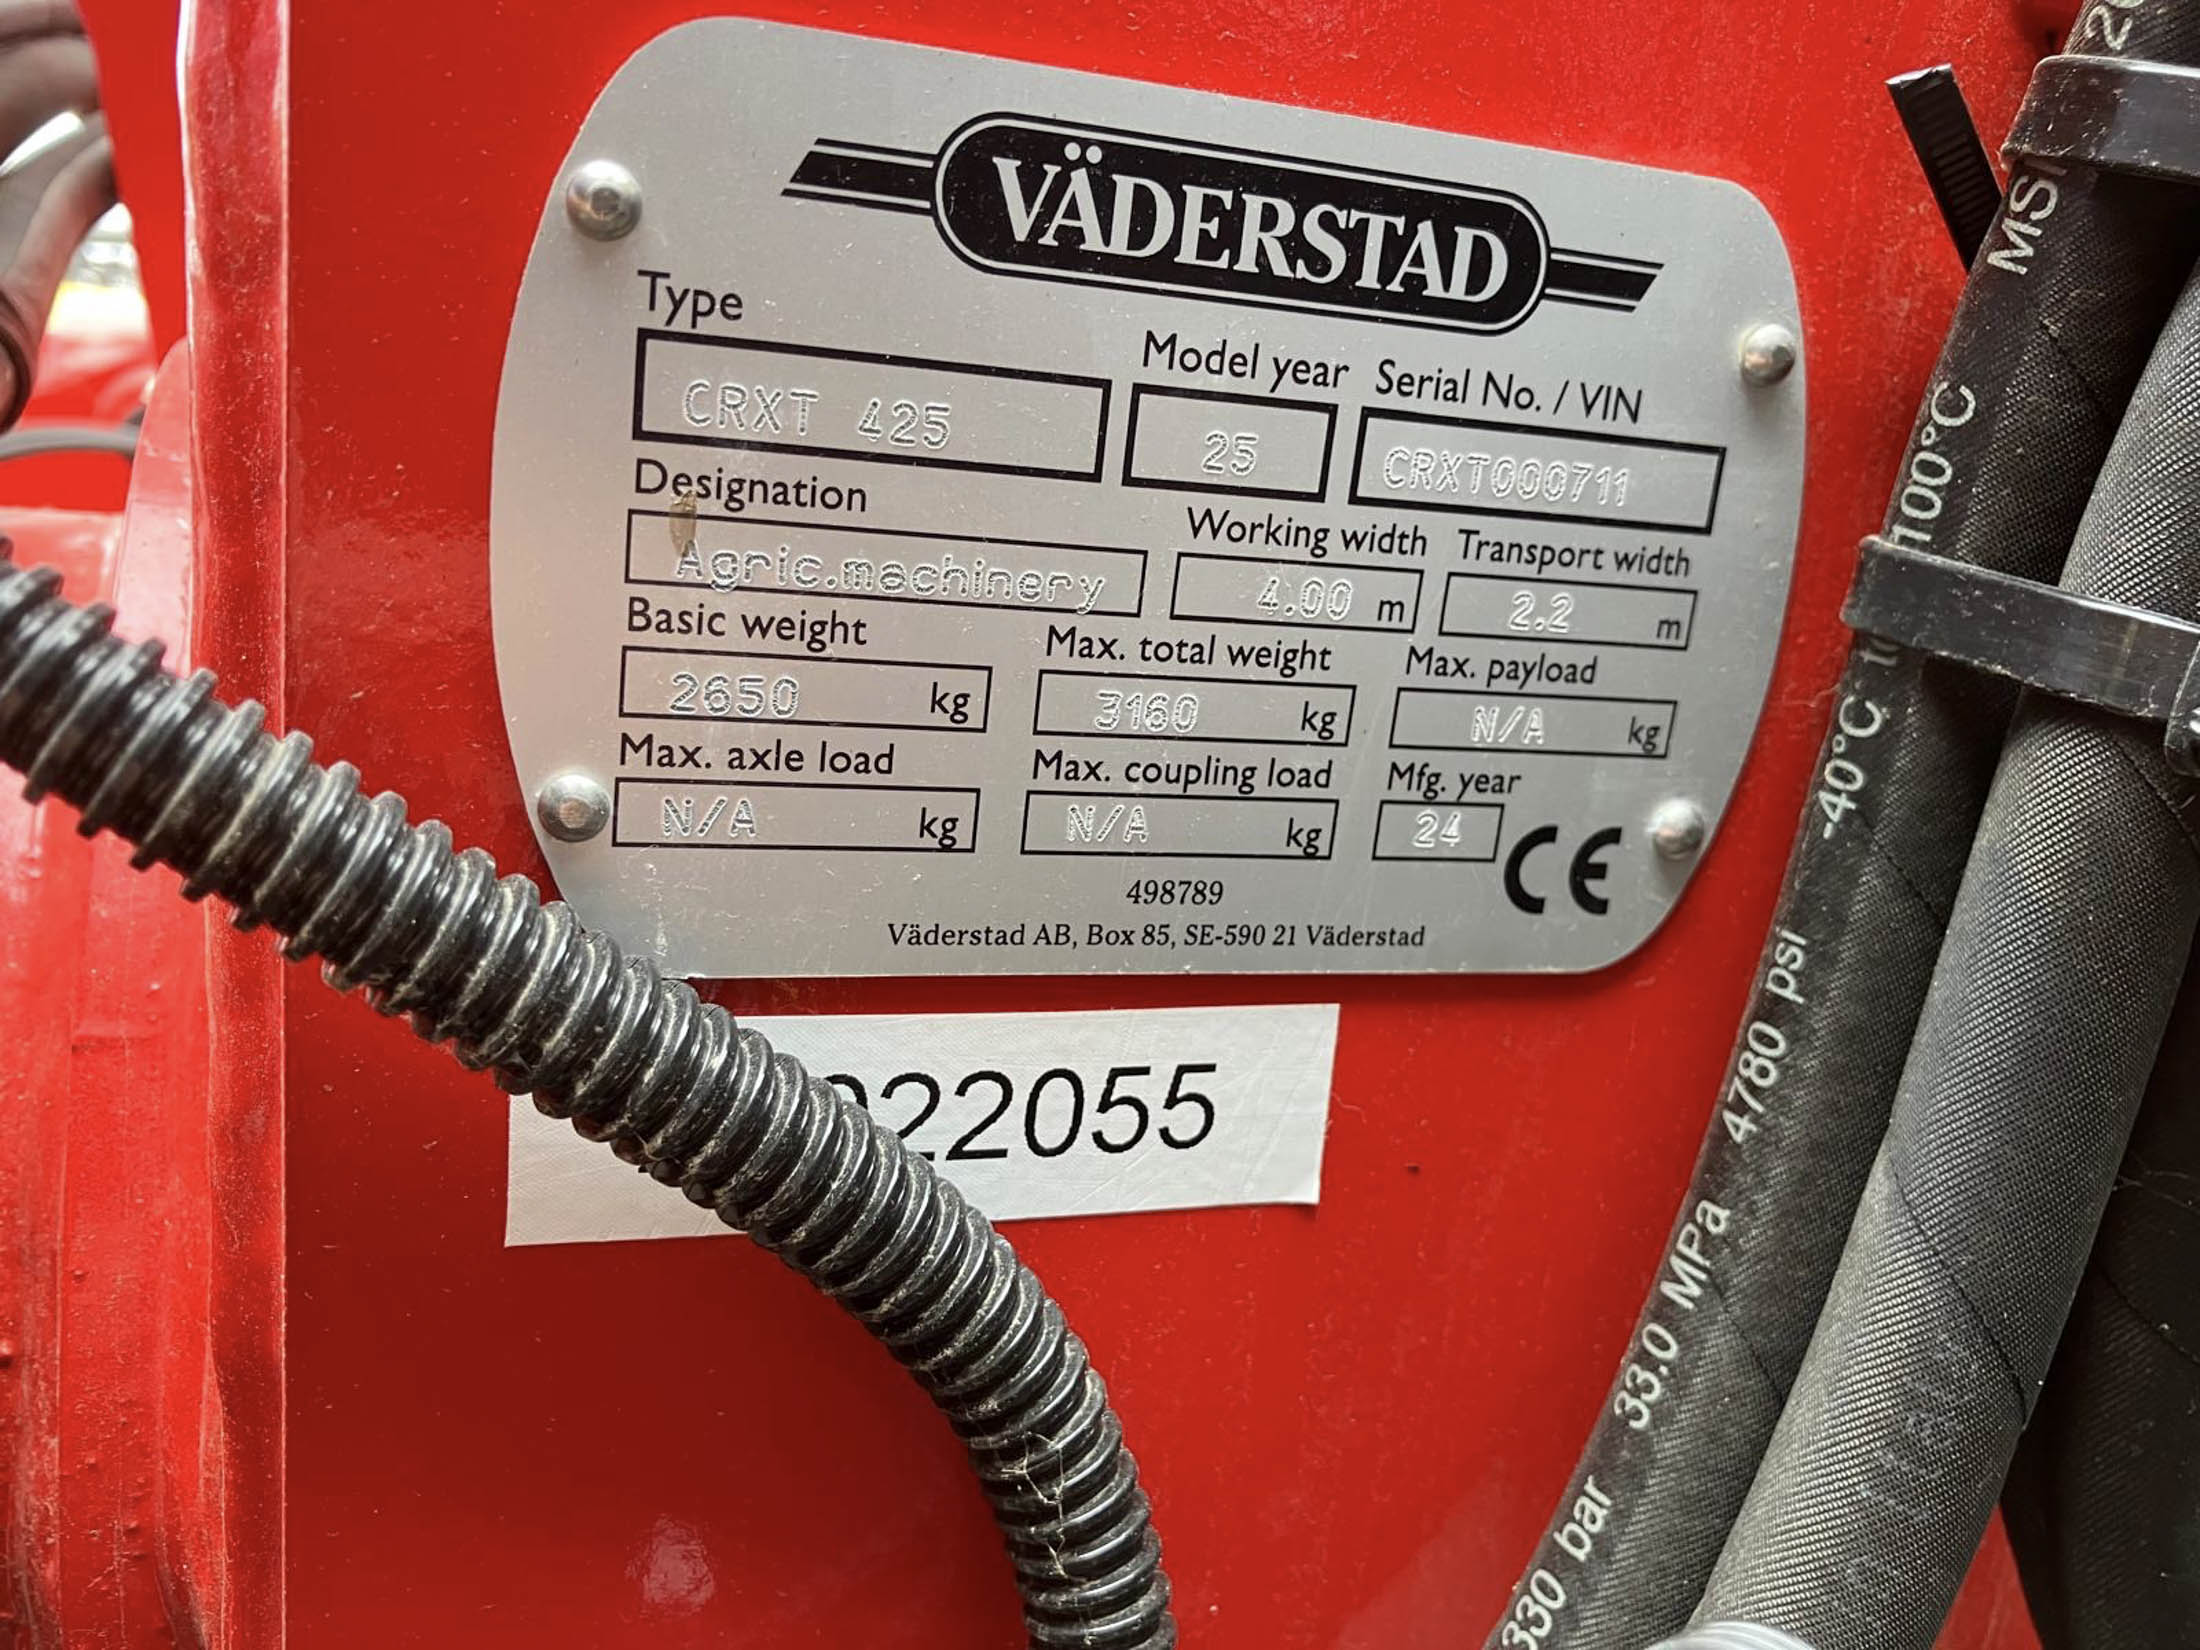 VÄDERSTAD
Type
Model year
Serial No. / VIN
CRXT 425
25
CRXT000711
Designation
Working width
Transport width
Agric.machinery
4.00 m
2.2 m
Basic weight
Max. total weight
Max. payload
2650 kg
3160 kg
N/A kg
Max. axle load
Max. coupling load
Mfg. year
N/A kg
N/A kg
24
CE
498789
Väderstad AB, Box 85, SE-590 21 Väderstad
22055
330 bar 33.0 MPa 4780 psi -40°C 100°C